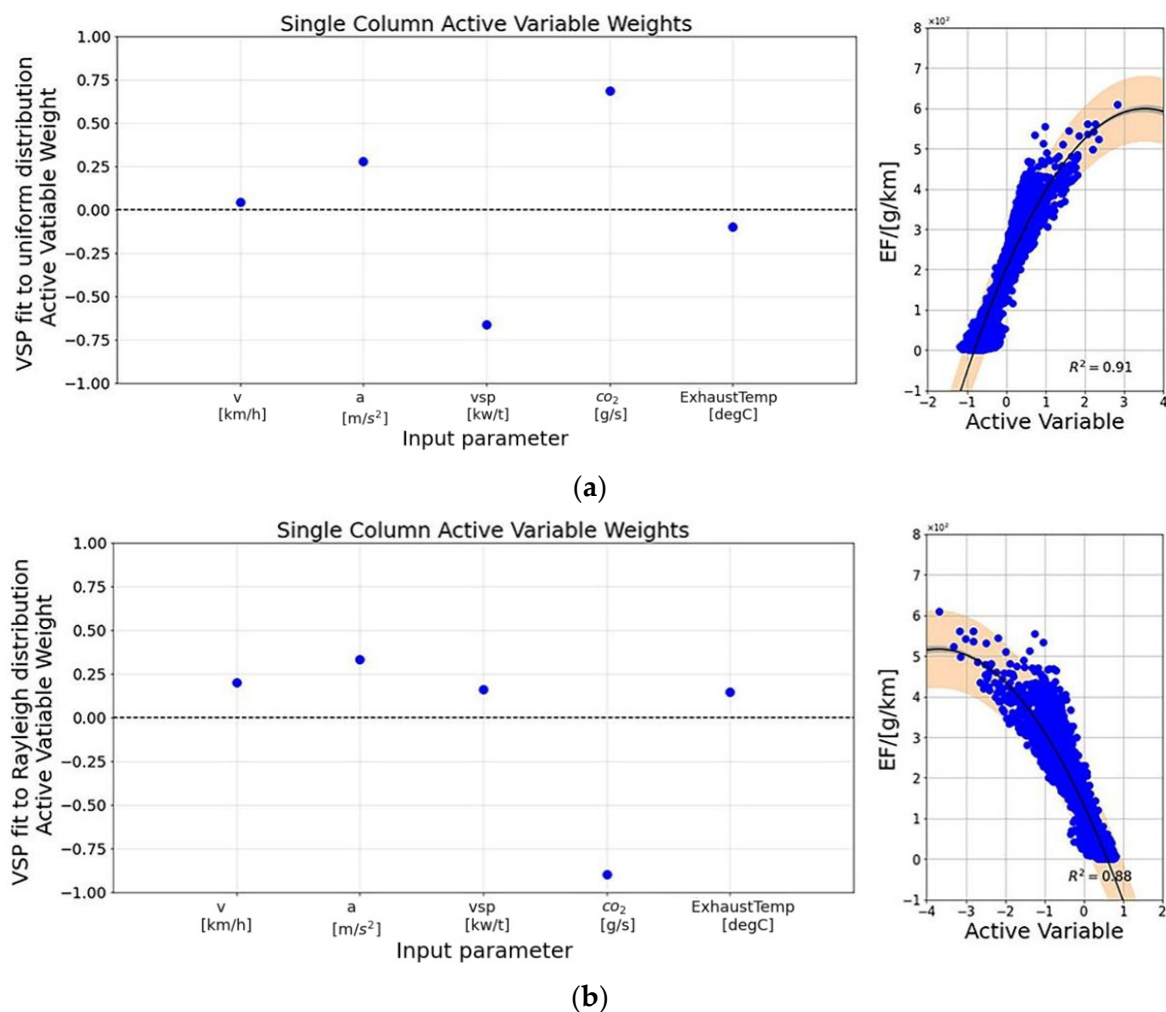 Single Column Active Variable Weights
VSP fit to uniform distribution
Active Vatiable Weight
1.00
0.75
0.50
0.25
0.00
−0.25
−0.50
−0.75
−1.00
v
[km/h]
a
[m/s²]
vsp
[kw/t]
co₂
[g/s]
ExhaustTemp
[degC]
Input parameter
×10²
EF/[g/km]
8
7
6
5
4
3
2
1
0
−1
R² = 0.91
−2 −1 0 1 2 3 4
Active Variable
(a)
Single Column Active Variable Weights
VSP fit to Rayleigh distribution
Active Vatiable Weight
1.00
0.75
0.50
0.25
0.00
−0.25
−0.50
−0.75
−1.00
v
[km/h]
a
[m/s²]
vsp
[kw/t]
co₂
[g/s]
ExhaustTemp
[degC]
Input parameter
×10²
EF/[g/km]
8
7
6
5
4
3
2
1
0
−1
R² = 0.88
−4 −3 −2 −1 0 1 2
Active Variable
(b)